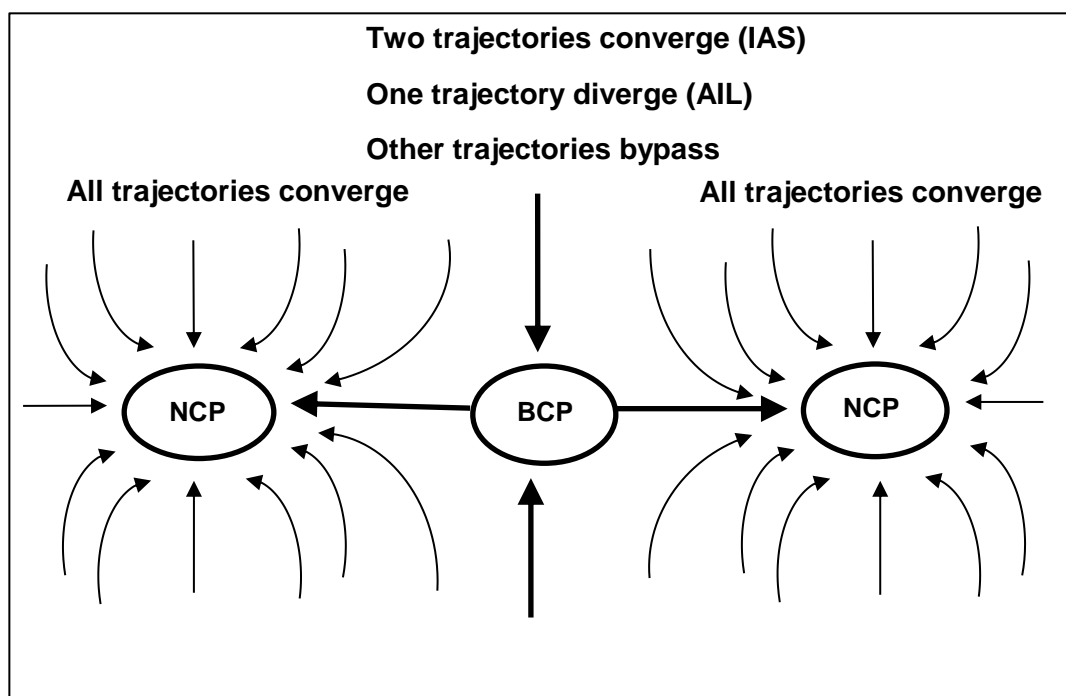 Two trajectories converge (IAS)
One trajectory diverge (AIL)
Other trajectories bypass
All trajectories converge
All trajectories converge
NCP
BCP
NCP